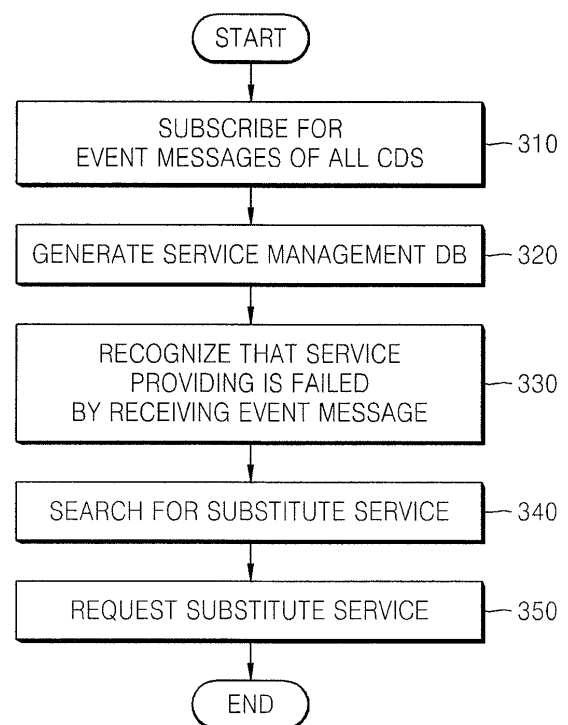 START
SUBSCRIBE FOR
EVENT MESSAGES OF ALL CDS
310
GENERATE SERVICE MANAGEMENT DB
320
RECOGNIZE THAT SERVICE
PROVIDING IS FAILED
BY RECEIVING EVENT MESSAGE
330
SEARCH FOR SUBSTITUTE SERVICE
340
REQUEST SUBSTITUTE SERVICE
350
END